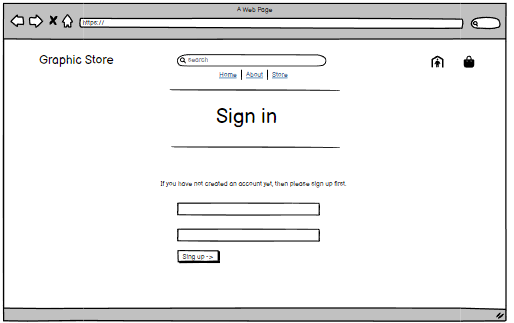 A Web Page
https://
Graphic Store
search
Home About Store
Sign in
If you have not created an account yet, then please sign up first.
Sing up ->